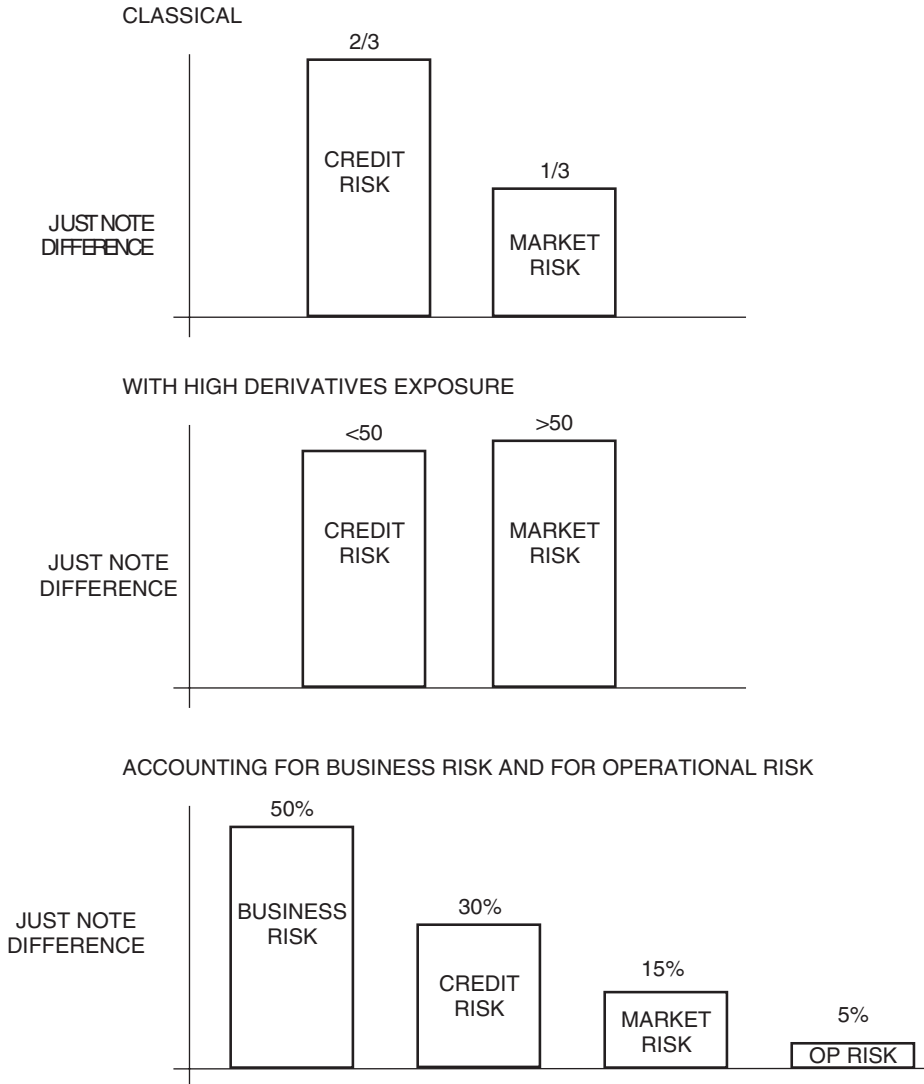 CLASSICAL
2/3
CREDIT
RISK
1/3
MARKET
RISK
JUST NOTE
DIFFERENCE
WITH HIGH DERIVATIVES EXPOSURE
<50
>50
CREDIT
RISK
MARKET
RISK
JUST NOTE
DIFFERENCE
ACCOUNTING FOR BUSINESS RISK AND FOR OPERATIONAL RISK
50%
BUSINESS
RISK
30%
CREDIT
RISK
15%
MARKET
RISK
5%
OP RISK
JUST NOTE
DIFFERENCE